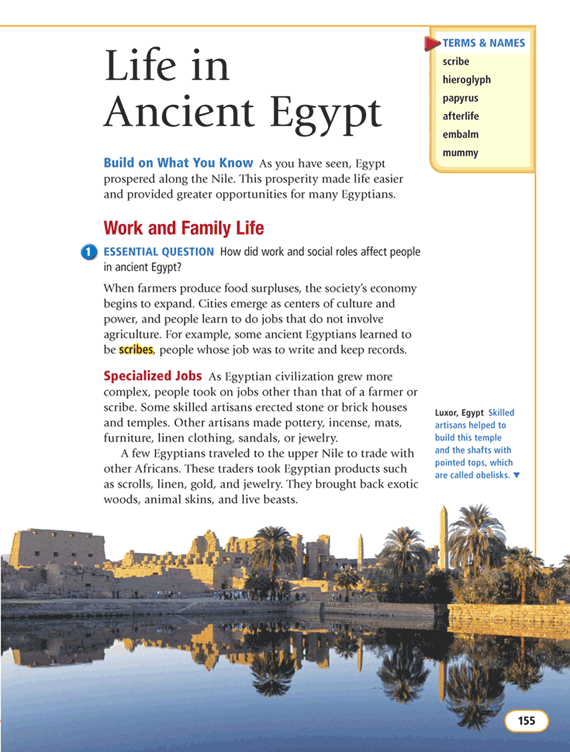 Life in
Ancient Egypt
TERMS & NAMES
scribe
hieroglyph
papyrus
afterlife
embalm
mummy
Build on What You Know As you have seen, Egypt
prospered along the Nile. This prosperity made life easier
and provided greater opportunities for many Egyptians.
Work and Family Life
1 ESSENTIAL QUESTION How did work and social roles affect people
in ancient Egypt?
When farmers produce food surpluses, the society's economy
begins to expand. Cities emerge as centers of culture and
power, and people learn to do jobs that do not involve
agriculture. For example, some ancient Egyptians learned to
be scribes, people whose job was to write and keep records.
Specialized Jobs As Egyptian civilization grew more
complex, people took on jobs other than that of a farmer or
scribe. Some skilled artisans erected stone or brick houses
and temples. Other artisans made pottery, incense, mats,
furniture, linen clothing, sandals, or jewelry.
A few Egyptians traveled to the upper Nile to trade with
other Africans. These traders took Egyptian products such
as scrolls, linen, gold, and jewelry. They brought back exotic
woods, animal skins, and live beasts.
Luxor, Egypt Skilled
artisans helped to
build this temple
and the shafts with
pointed tops, which
are called obelisks. ▼
155